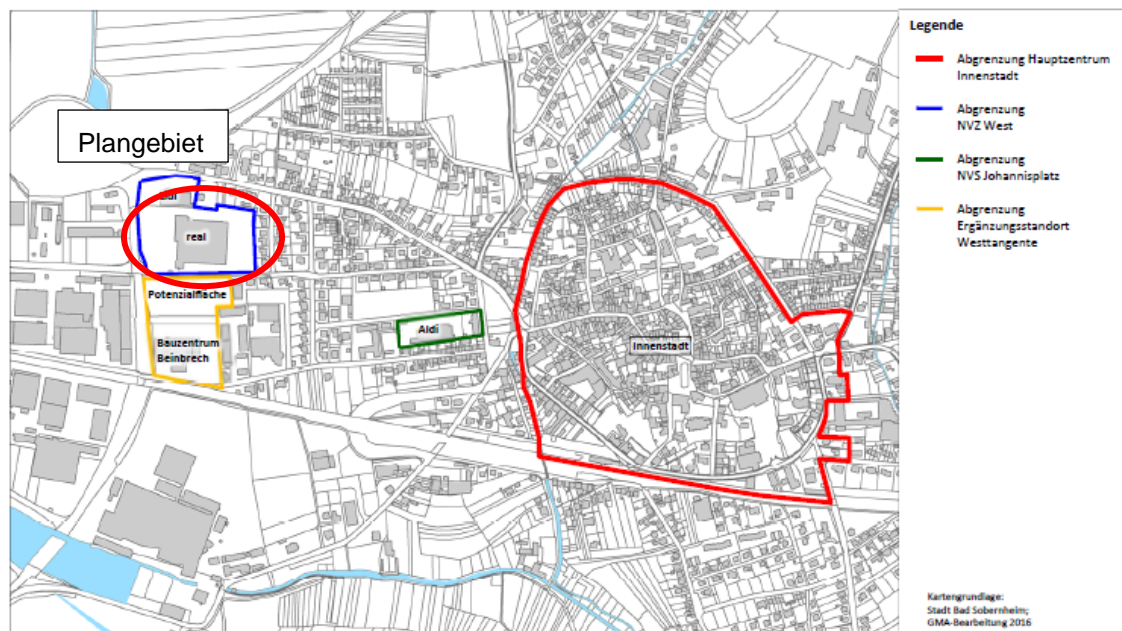 Legende
Abgrenzung Hauptzentrum
Innenstadt
Abgrenzung
NVZ West
Abgrenzung
NVS Johannisplatz
Abgrenzung
Ergänzungsstandort
Westtangente
Plangebiet
real
Potenzialfläche
Bauzentrum
Beinbrech
Aldi
Innenstadt
Kartengrundlage:
Stadt Bad Sobernheim;
GMA-Bearbeitung 2016